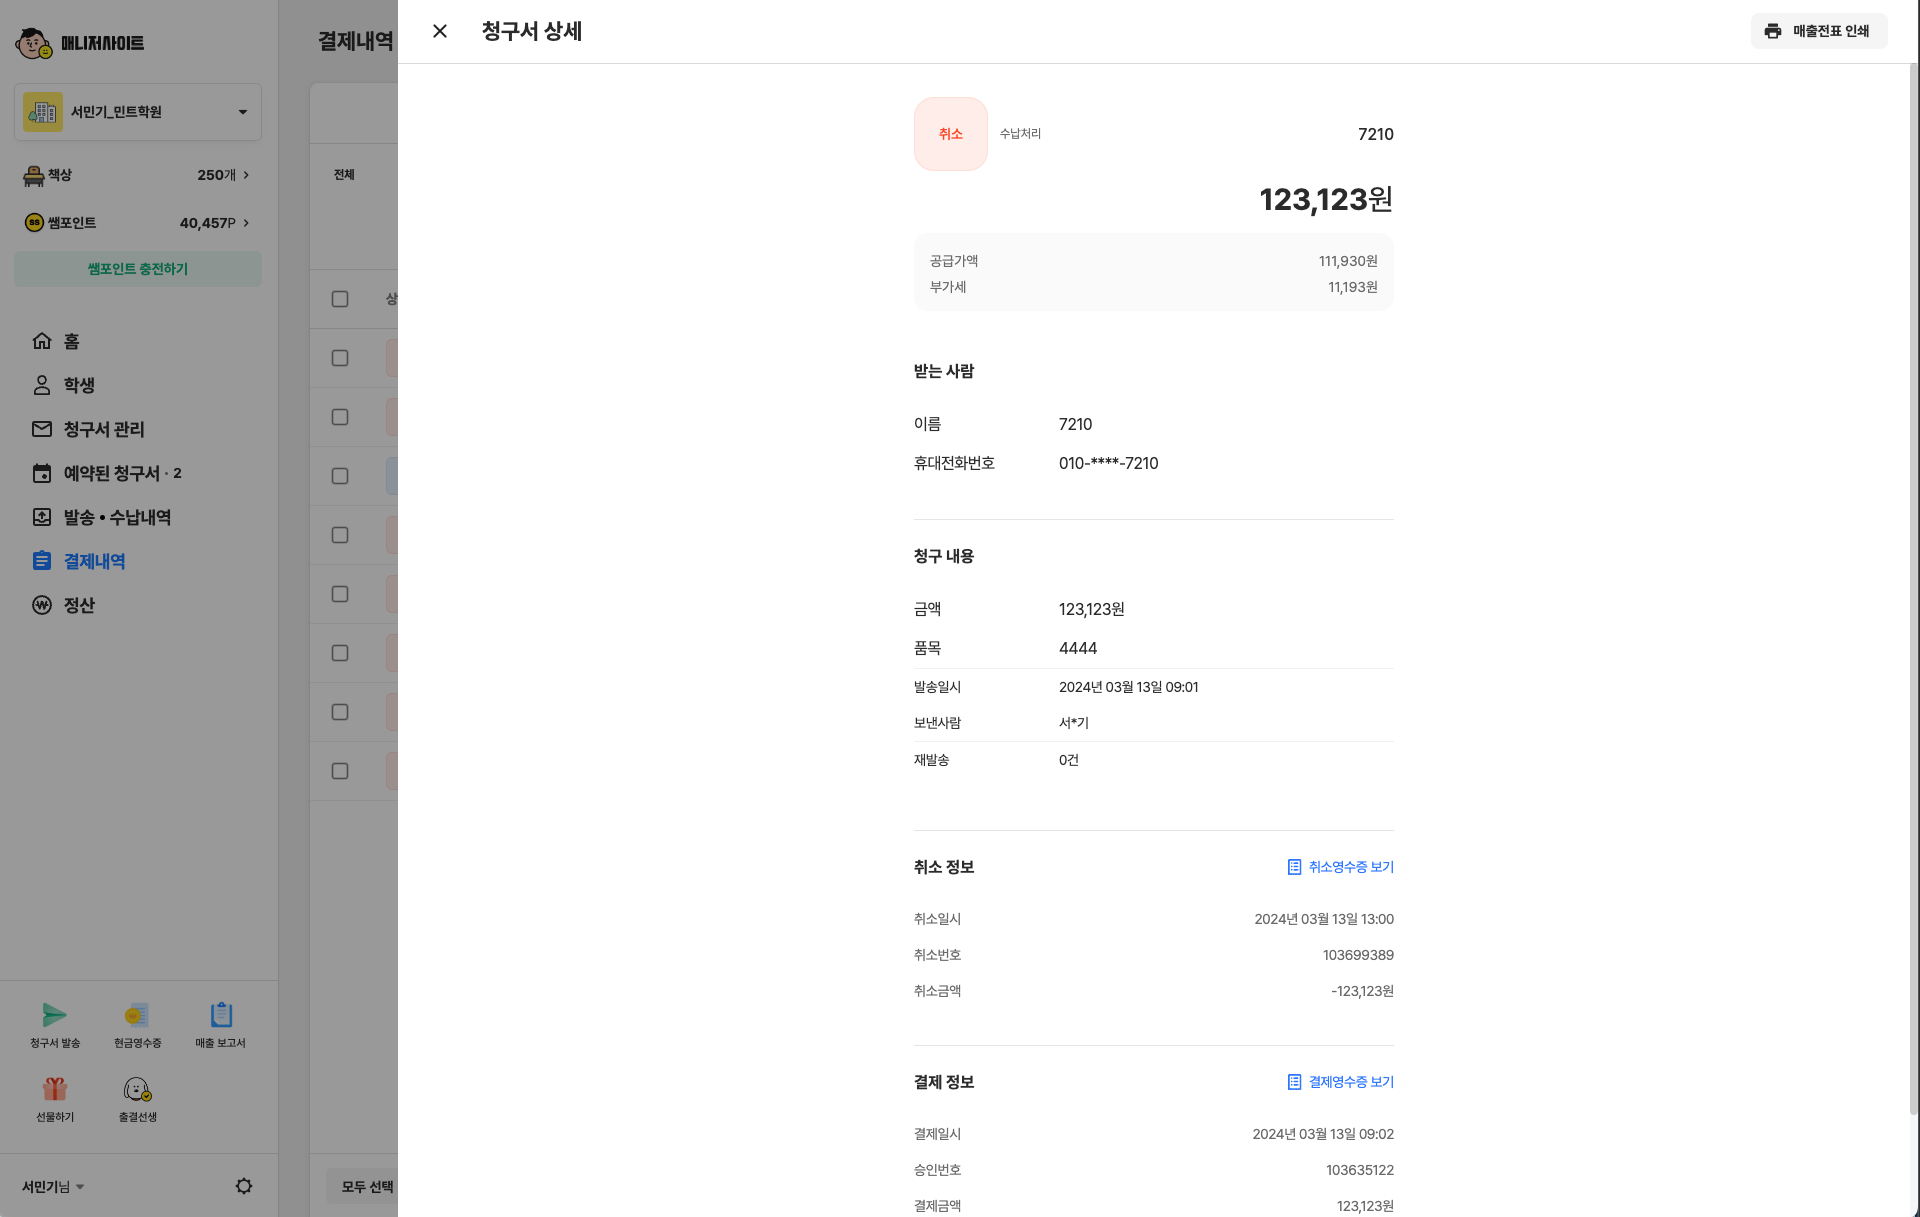 매니저사이트
서민기_민트학원
책상 250개
쌤포인트 40,457P
쌤포인트 충전하기
홈
학생
청구서 관리
예약된 청구서 · 2
발송 • 수납내역
결제내역
정산
청구서 발송 현금영수증 매출 보고서
선물하기 출결선생
서민기님
결제내역
전체
상
모두 선택
청구서 상세
매출전표 인쇄
취소 수납처리 7210
123,123원
공급가액 111,930원
부가세 11,193원
받는 사람
이름 7210
휴대전화번호 010-****-7210
청구 내용
금액 123,123원
품목 4444
발송일시 2024년 03월 13일 09:01
보낸사람 서*기
재발송 0건
취소 정보 취소영수증 보기
취소일시 2024년 03월 13일 13:00
취소번호 103699389
취소금액 -123,123원
결제 정보 결제영수증 보기
결제일시 2024년 03월 13일 09:02
승인번호 103635122
결제금액 123,123원